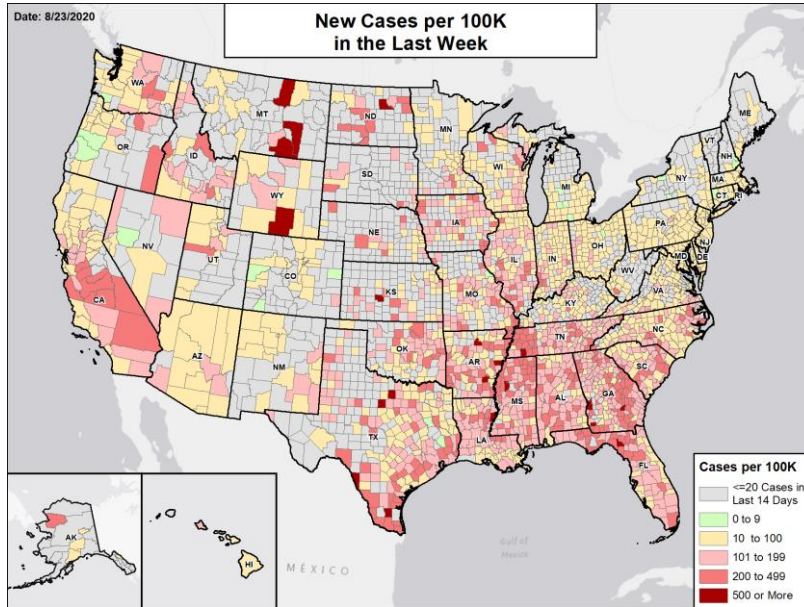 Date: 8/23/2020
New Cases per 100K
in the Last Week
WA
MT
ND
MN
ME
VT
NH
OR
ID
WI
NY
MA
CT
RI
SD
WY
MI
PA
NJ
IA
NE
OH
MD
DE
NV
UT
IL
IN
CO
WV
VA
CA
KS
MO
KY
NC
TN
OK
AZ
NM
AR
SC
MS
AL
GA
TX
LA
FL
AK
HI
MÉXICO
Gulf of
Mexico
Cases per 100K
<=20 Cases in
Last 14 Days
0 to 9
10 to 100
101 to 199
200 to 499
500 or More